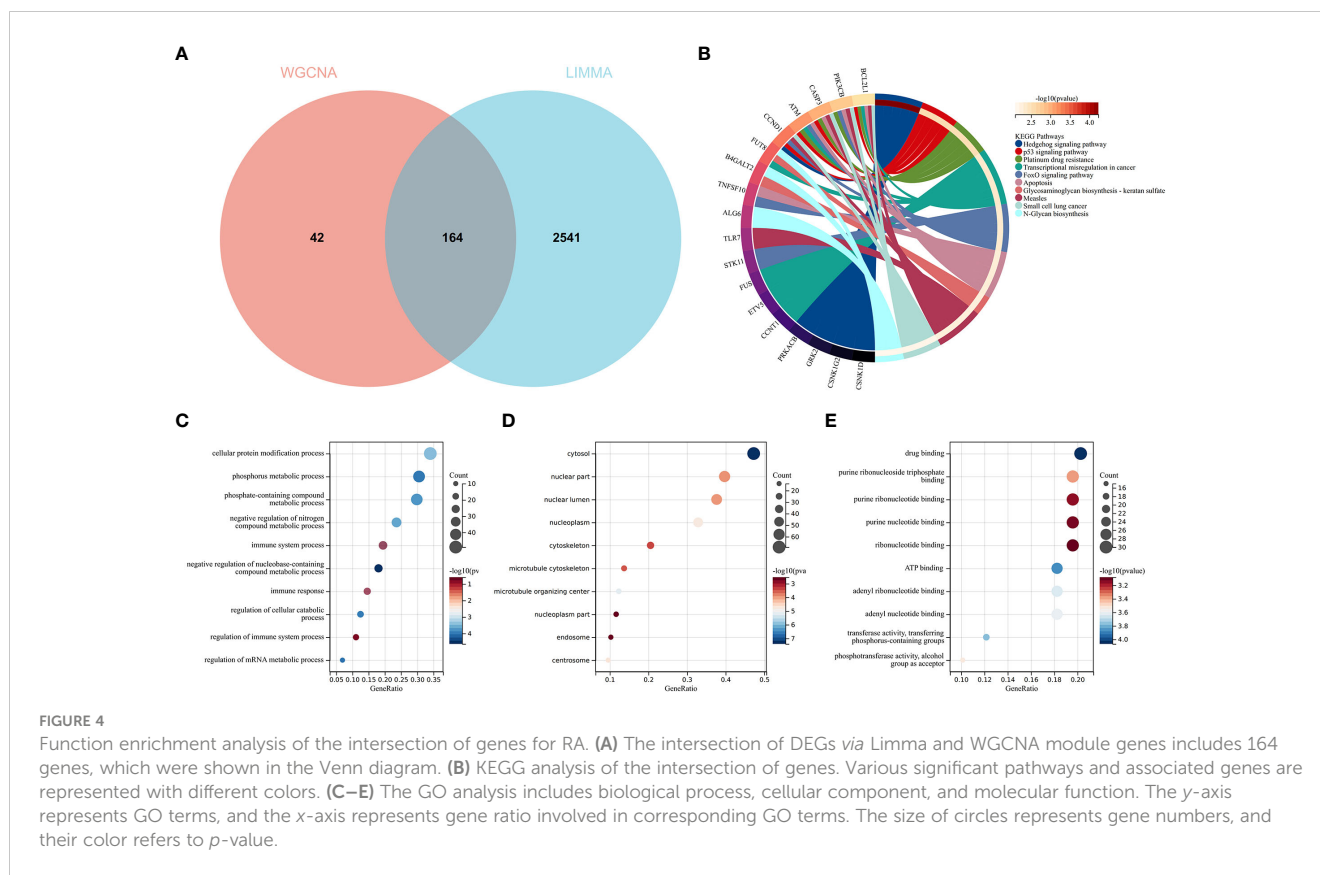 A
WGCNA
LIMMA
42
164
2541
B
BCL2L1
PIK3CB
CASP3
ATM
CCND1
FUT8
B4GALT2
TNFSF10
ALG6
TLR7
STK11
FUS
ETV5
CCNT1
PRKACB
GRK2
CSNK1G2
CSNK1D
-log10(pvalue)
2.5 3.0 3.5 4.0
KEGG Pathways
Hedgehog signaling pathway
p53 signaling pathway
Platinum drug resistance
Transcriptional misregulation in cancer
FoxO signaling pathway
Apoptosis
Glycosaminoglycan biosynthesis - keratan sulfate
Measles
Small cell lung cancer
N-Glycan biosynthesis
C
cellular protein modification process
phosphorus metabolic process
phosphate-containing compound
metabolic process
negative regulation of nitrogen
compound metabolic process
immune system process
negative regulation of nucleobase-containing
compound metabolic process
immune response
regulation of cellular catabolic
process
regulation of immune system process
regulation of mRNA metabolic process
0.05 0.10 0.15 0.20 0.25 0.30 0.35
GeneRatio
Count
10
20
30
40
-log10(p
1
2
3
4
D
cytosol
nuclear part
nuclear lumen
nucleoplasm
cytoskeleton
microtubule cytoskeleton
microtubule organizing center
nucleoplasm part
endosome
centrosome
0.1 0.2 0.3 0.4 0.5
GeneRatio
Count
20
30
40
50
60
-log10(pva
3
4
5
6
7
E
drug binding
purine ribonucleoside triphosphate
binding
purine ribonucleotide binding
purine nucleotide binding
ribonucleotide binding
ATP binding
adenyl ribonucleotide binding
adenyl nucleotide binding
transferase activity, transferring
phosphorus-containing groups
phosphotransferase activity, alcohol
group as acceptor
0.10 0.12 0.14 0.16 0.18 0.20
GeneRatio
Count
16
18
20
22
24
26
28
30
-log10(pvalue)
3.2
3.4
3.6
3.8
4.0
FIGURE 4
Function enrichment analysis of the intersection of genes for RA. (A) The intersection of DEGs via Limma and WGCNA module genes includes 164
genes, which were shown in the Venn diagram. (B) KEGG analysis of the intersection of genes. Various significant pathways and associated genes are
represented with different colors. (C–E) The GO analysis includes biological process, cellular component, and molecular function. The y-axis
represents GO terms, and the x-axis represents gene ratio involved in corresponding GO terms. The size of circles represents gene numbers, and
their color refers to p-value.